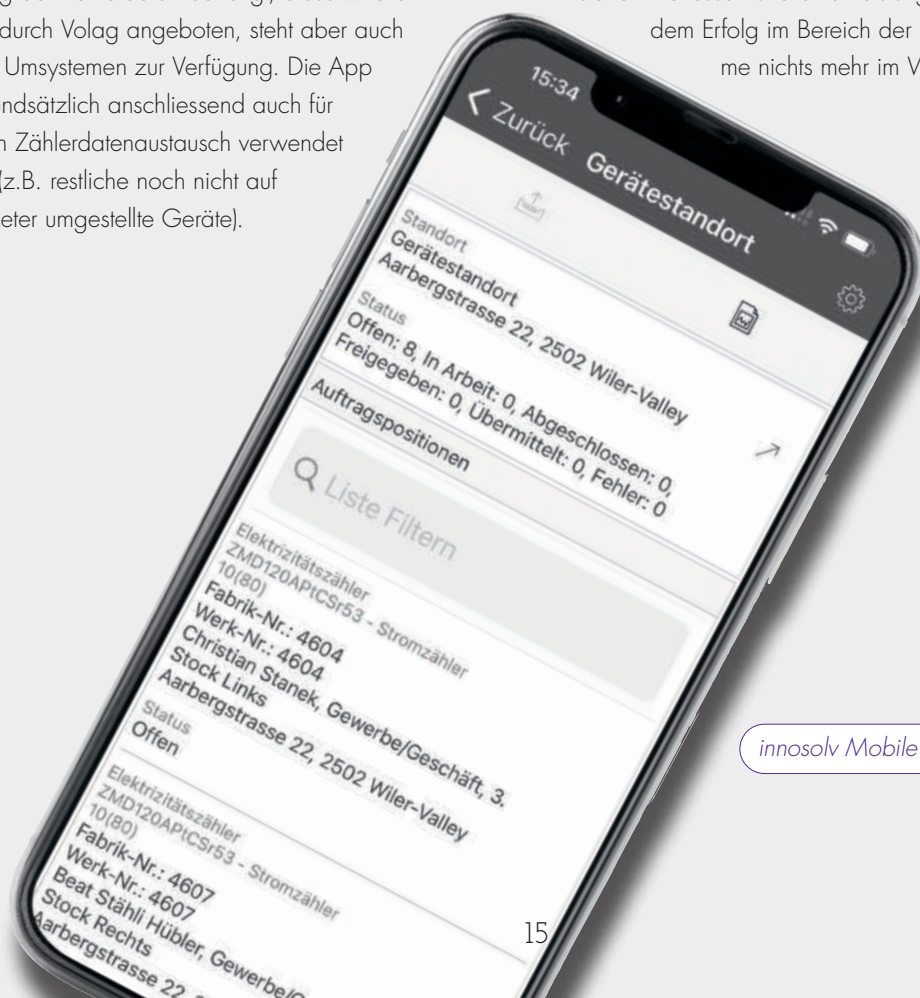 durch Volag angeboten, steht aber auch
Umsystemen zur Verfügung. Die App
anschliessend auch für
Zählerdatenaustausch verwendet
(z.B. restliche noch nicht auf
umgestellte Geräte).
dem Erfolg im Bereich der
nichts mehr im
15:34
Zurück
Gerätestandort
Standort
Gerätestandort
Aarbergstrasse 22, 2502 Wiler-Valley
Status
Offen: 8, In Arbeit: 0, Abgeschlossen: 0,
Freigegeben: 0, Übermittelt: 0, Fehler: 0
Auftragspositionen
Liste Filtern
Elektrizitätszähler
ZMD120APtCSr53 - Stromzähler
10(80)
Fabrik-Nr.: 4604
Werk-Nr.: 4604
Christian Stanek, Gewerbe/Geschäft, 3.
Stock Links
Aarbergstrasse 22, 2502 Wiler-Valley
Status
Offen
Elektrizitätszähler
ZMD120APtCSr53 - Stromzähler
10(80)
Fabrik-Nr.: 4607
Werk-Nr.: 4607
Beat Stähli Hübler,
Stock Rechts
Aarbergstrasse 22,
innosolv Mobile
15